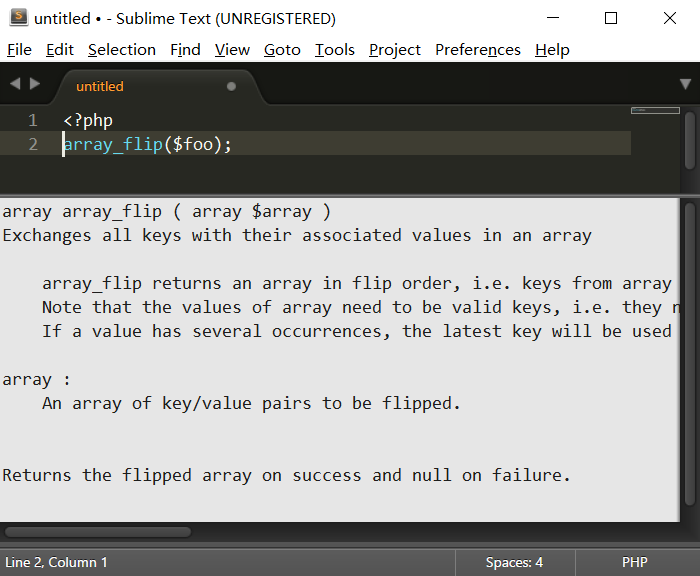 untitled • - Sublime Text (UNREGISTERED)
File Edit Selection Find View Goto Tools Project Preferences Help
untitled
1 <?php
2 array_flip($foo);
array array_flip ( array $array )
Exchanges all keys with their associated values in an array
array_flip returns an array in flip order, i.e. keys from array
Note that the values of array need to be valid keys, i.e. they
If a value has several occurrences, the latest key will be used
array :
An array of key/value pairs to be flipped.
Returns the flipped array on success and null on failure.
Line 2, Column 1 Spaces: 4 PHP